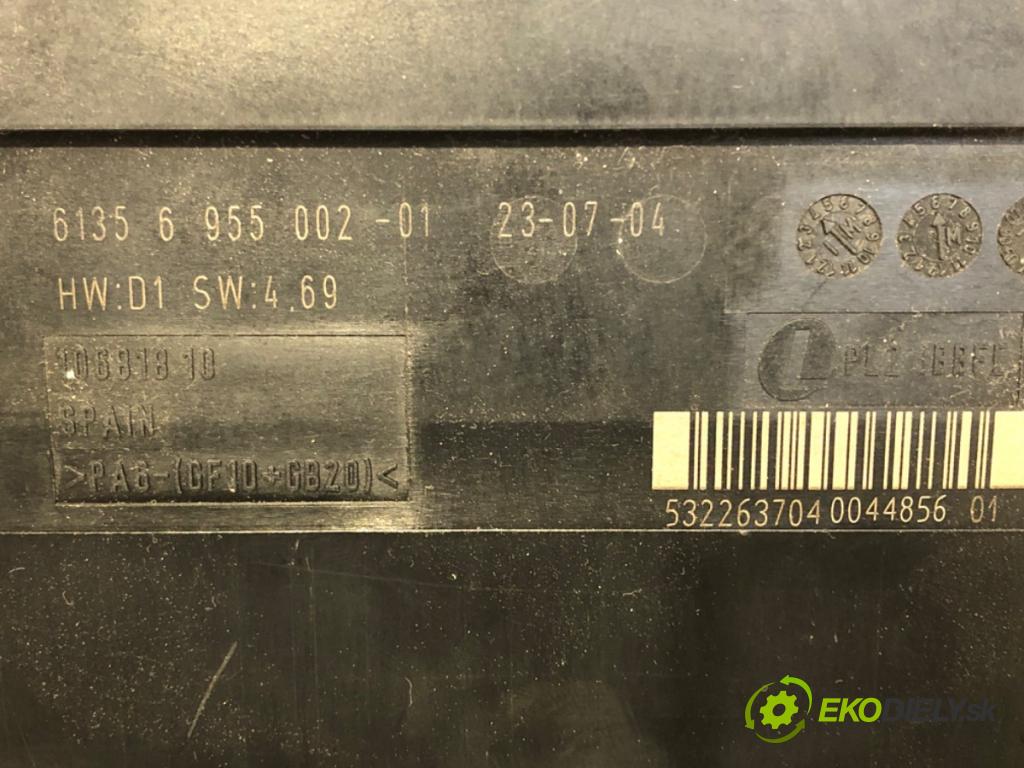 6135 6 955 002-01 23-07-04
HW:D1 SW:4.69
10681810
SPAIN
>PA6-(GF10+GB20)<
L
532263704 0044856 01
EKODIELY.sk